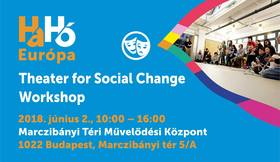 HaHó
Európa
Theater for Social Change
Workshop
2018. június 2., 10:00 – 16:00
Marczibányi Téri Művelődési Központ
1022 Budapest, Marczibányi tér 5/A